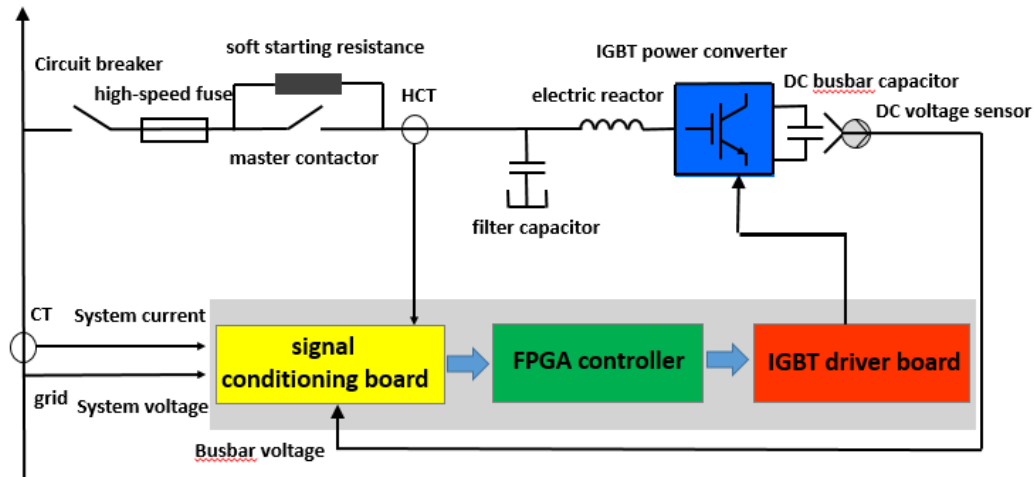 soft starting resistance
IGBT power converter
Circuit breaker
high-speed fuse
HCT
electric reactor
DC busbar capacitor
DC voltage sensor
master contactor
filter capacitor
CT
System current
signal
conditioning board
FPGA controller
IGBT driver board
grid
System voltage
Busbar voltage